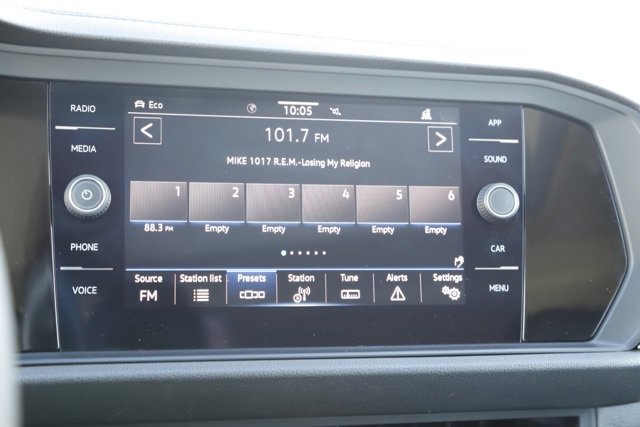 RADIO
MEDIA
PHONE
VOICE
Eco
10:05
< 101.7 FM >
MIKE 1017 R.E.M.-Losing My Religion
1 2 3 4 5 6
88.3 FM Empty Empty Empty Empty Empty
Source Station list Presets Station Tune Alerts Settings
FM
APP
SOUND
CAR
MENU